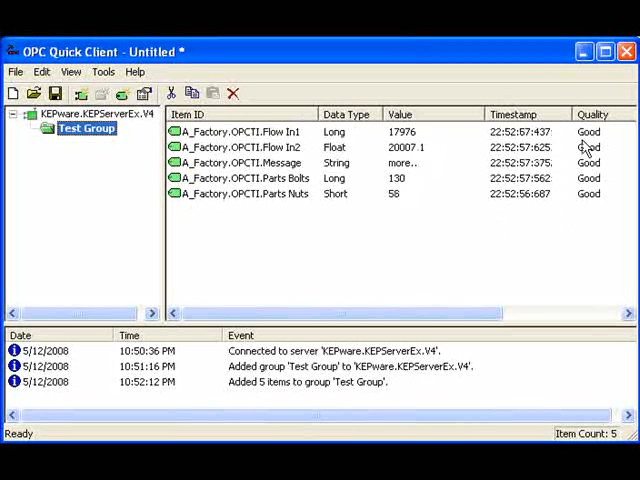 OPC Quick Client - Untitled *
File Edit View Tools Help
KEPware.KEPServerEx.V4
Test Group
Item ID Data Type Value Timestamp Quality
A_Factory.OPCTI.Flow In1 Long 17976 22:52:57:437 Good
A_Factory.OPCTI.Flow In2 Float 20007.1 22:52:57:625 Good
A_Factory.OPCTI.Message String more.. 22:52:57:375 Good
A_Factory.OPCTI.Parts Bolts Long 130 22:52:57:562 Good
A_Factory.OPCTI.Parts Nuts Short 58 22:52:56:687 Good
Date Time Event
5/12/2008 10:50:36 PM Connected to server 'KEPware.KEPServerEx.V4'.
5/12/2008 10:51:16 PM Added group 'Test Group' to 'KEPware.KEPServerEx.V4'.
5/12/2008 10:52:12 PM Added 5 items to group 'Test Group'.
Ready Item Count: 5